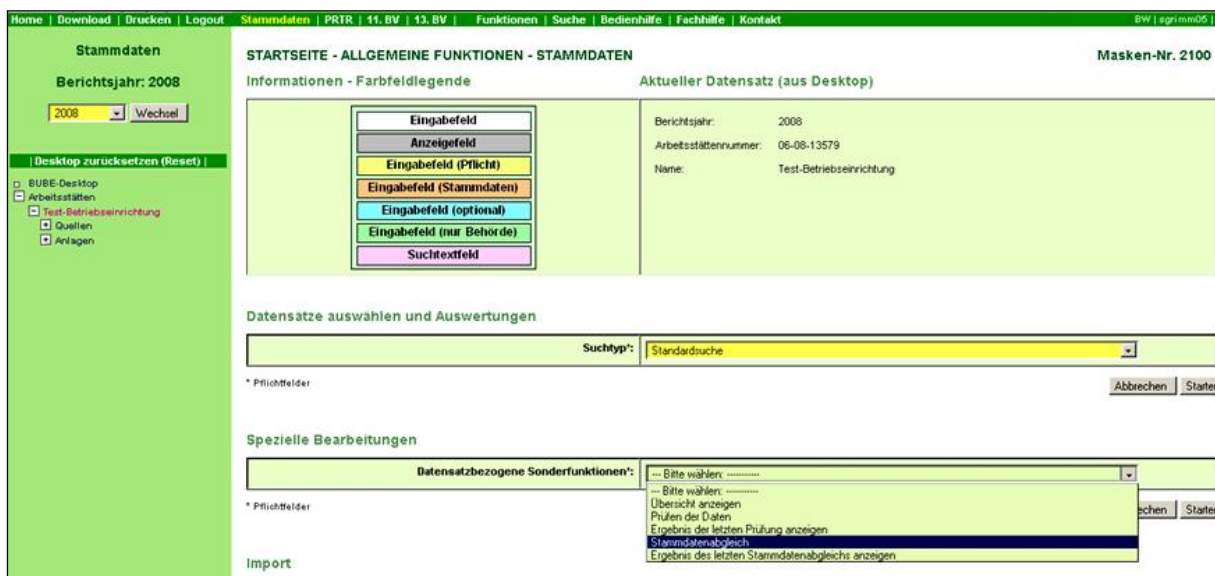 Home | Download | Drucken | Logout Stammdaten | PRTR | 11. BV | 13. BV | Funktionen | Suche | Bedienhilfe | Fachhilfe | Kontakt BW | sgrimm05 |
Stammdaten
Berichtsjahr: 2008
2008 Wechsel
| Desktop zurücksetzen (Reset) |
BUBE-Desktop
Arbeitsstätten
Test-Betriebseinrichtung
Quellen
Anlagen
STARTSEITE - ALLGEMEINE FUNKTIONEN - STAMMDATEN Masken-Nr. 2100
Informationen - Farbfeldlegende
Eingabefeld
Anzeigefeld
Eingabefeld (Pflicht)
Eingabefeld (Stammdaten)
Eingabefeld (optional)
Eingabefeld (nur Behörde)
Suchtextfeld
Aktueller Datensatz (aus Desktop)
Berichtsjahr: 2008
Arbeitsstättennummer: 06-08-13579
Name: Test-Betriebseinrichtung
Datensätze auswählen und Auswertungen
Suchtyp*: Standardsuche
* Pflichtfelder Abbrechen
Spezielle Bearbeitungen
Datensatzbezogene Sonderfunktionen*: --- Bitte wählen: -----------
--- Bitte wählen: -----------
Übersicht anzeigen
Prüfen der Daten
Ergebnis der letzten Prüfung anzeigen
Stammdatenabgleich
Ergebnis des letzten Stammdatenabgleichs anzeigen
* Pflichtfelder
Import